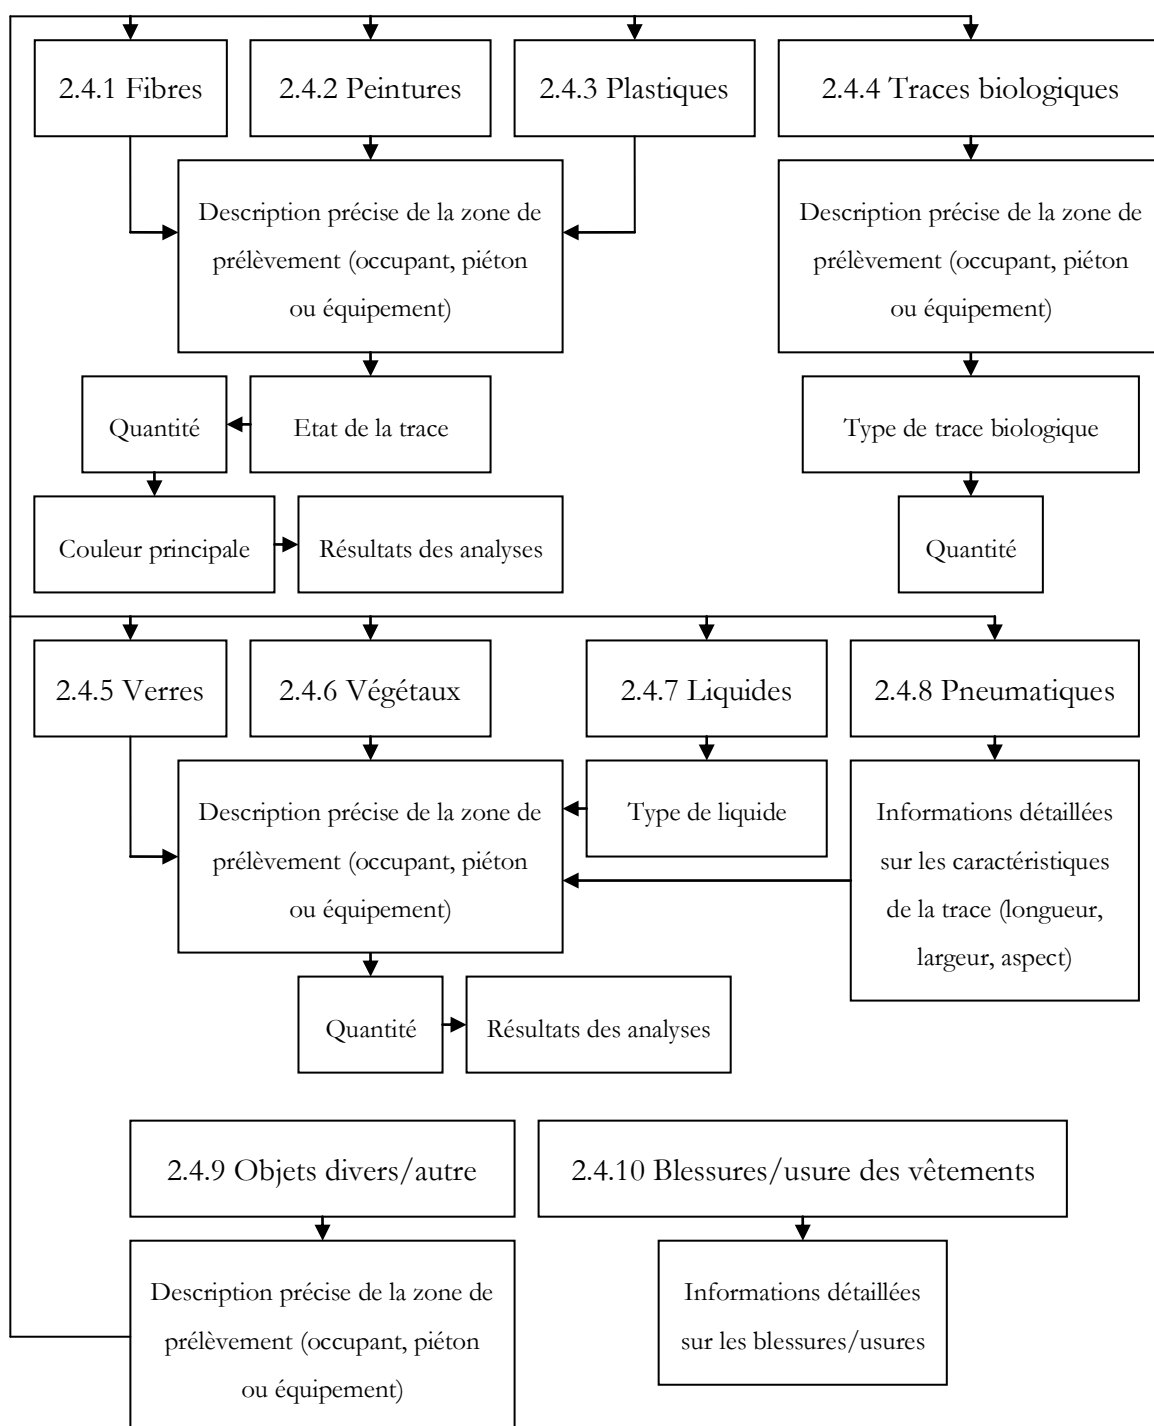 2.4.1 Fibres
2.4.2 Peintures
2.4.3 Plastiques
2.4.4 Traces biologiques
Description précise de la zone de
prélèvement (occupant, piéton
ou équipement)
Description précise de la zone de
prélèvement (occupant, piéton
ou équipement)
Quantité
Etat de la trace
Type de trace biologique
Couleur principale
Résultats des analyses
Quantité
2.4.5 Verres
2.4.6 Végétaux
2.4.7 Liquides
2.4.8 Pneumatiques
Description précise de la zone de
prélèvement (occupant, piéton
ou équipement)
Type de liquide
Informations détaillées
sur les caractéristiques
de la trace (longueur,
largeur, aspect)
Quantité
Résultats des analyses
2.4.9 Objets divers/autre
2.4.10 Blessures/usure des vêtements
Description précise de la zone de
prélèvement (occupant, piéton
ou équipement)
Informations détaillées
sur les blessures/usures